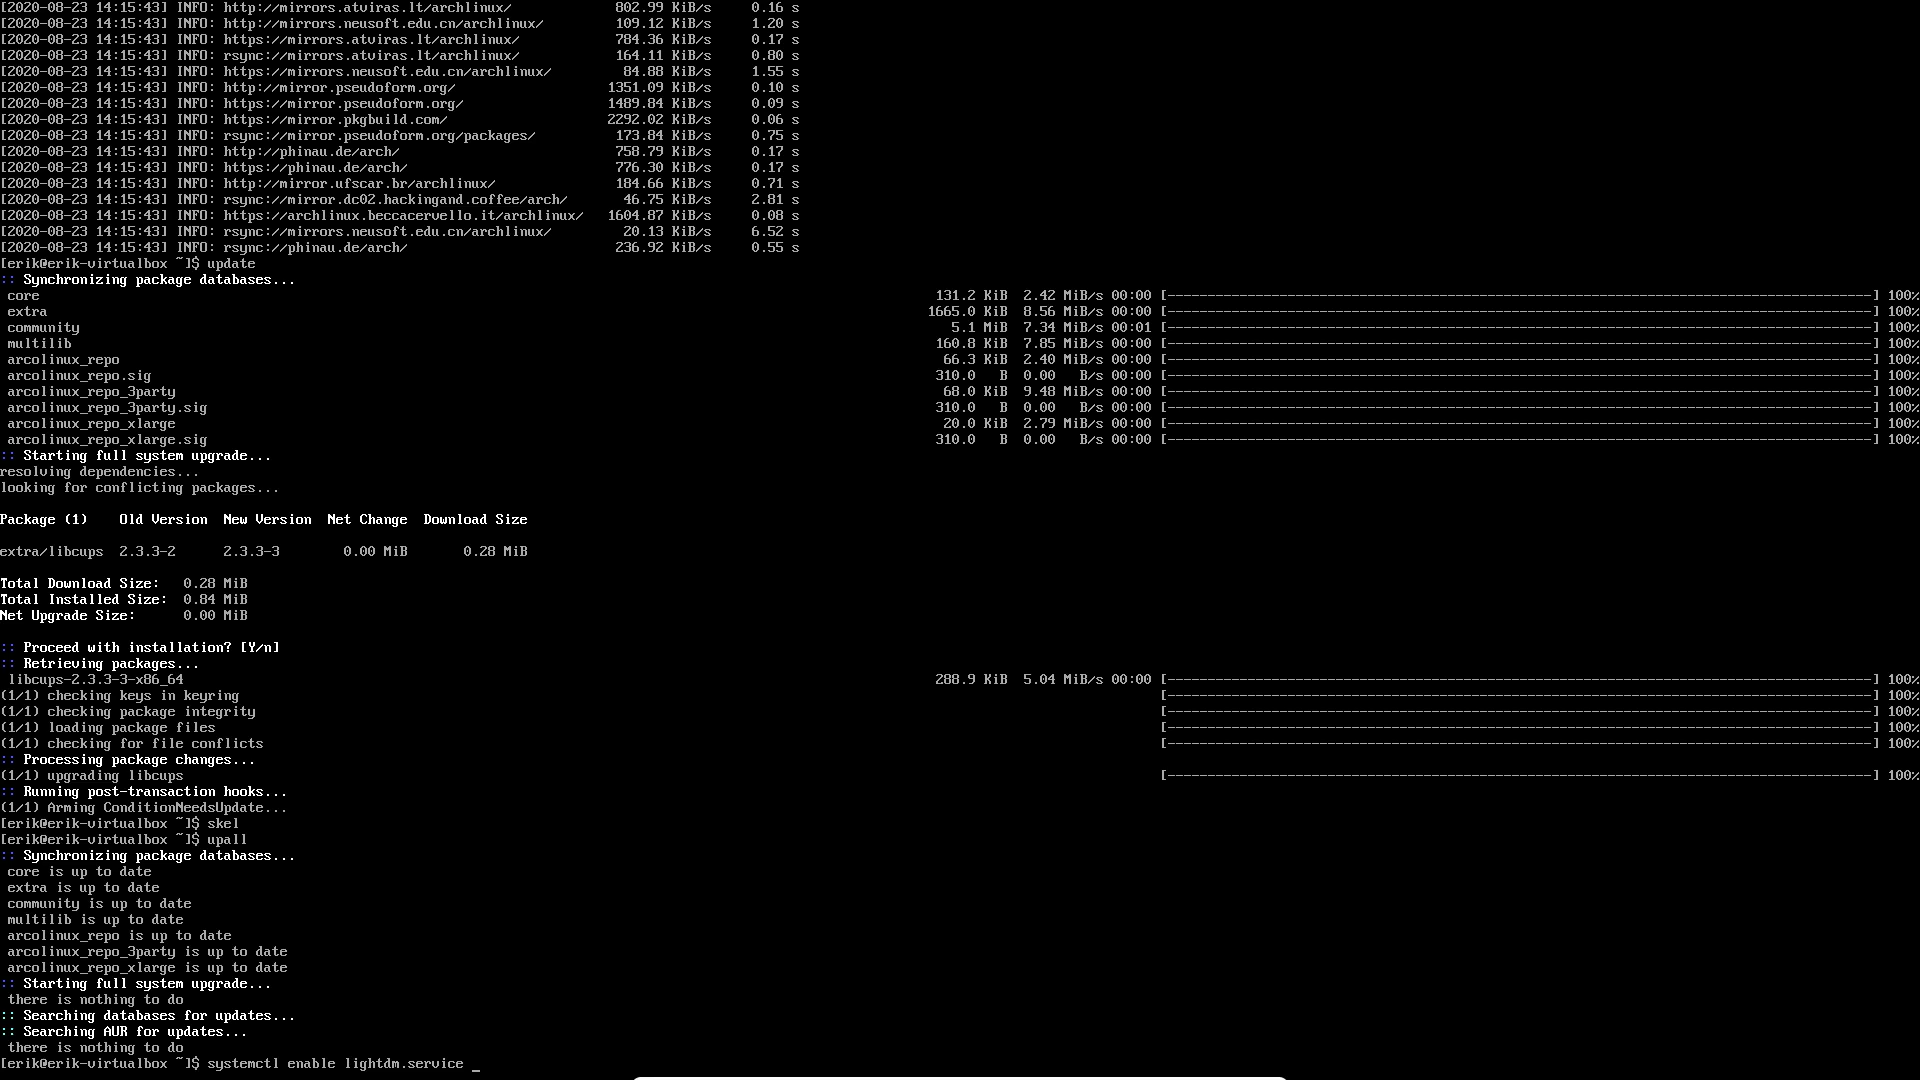 [2020-08-23 14:15:43] INFO: http://mirrors.atviras.lt/archlinux/ 802.99 KiB/s 0.16 s
[2020-08-23 14:15:43] INFO: http://mirrors.neusoft.edu.cn/archlinux/ 109.12 KiB/s 1.20 s
[2020-08-23 14:15:43] INFO: https://mirrors.atviras.lt/archlinux/ 784.36 KiB/s 0.17 s
[2020-08-23 14:15:43] INFO: rsync://mirrors.atviras.lt/archlinux/ 164.11 KiB/s 0.80 s
[2020-08-23 14:15:43] INFO: https://mirrors.neusoft.edu.cn/archlinux/ 84.88 KiB/s 1.55 s
[2020-08-23 14:15:43] INFO: http://mirror.pseudoform.org/ 1351.09 KiB/s 0.10 s
[2020-08-23 14:15:43] INFO: https://mirror.pseudoform.org/ 1489.84 KiB/s 0.09 s
[2020-08-23 14:15:43] INFO: https://mirror.pkgbuild.com/ 2292.02 KiB/s 0.06 s
[2020-08-23 14:15:43] INFO: rsync://mirror.pseudoform.org/packages/ 173.84 KiB/s 0.75 s
[2020-08-23 14:15:43] INFO: http://phinau.de/arch/ 758.79 KiB/s 0.17 s
[2020-08-23 14:15:43] INFO: https://phinau.de/arch/ 776.30 KiB/s 0.17 s
[2020-08-23 14:15:43] INFO: http://mirror.ufscar.br/archlinux/ 184.66 KiB/s 0.71 s
[2020-08-23 14:15:43] INFO: rsync://mirror.dc02.hackingand.coffee/arch/ 46.75 KiB/s 2.81 s
[2020-08-23 14:15:43] INFO: https://archlinux.beccacervello.it/archlinux/ 1604.87 KiB/s 0.08 s
[2020-08-23 14:15:43] INFO: rsync://mirrors.neusoft.edu.cn/archlinux/ 20.13 KiB/s 6.52 s
[2020-08-23 14:15:43] INFO: rsync://phinau.de/arch/ 236.92 KiB/s 0.55 s
[erik@erik-virtualbox ~]$ update
:: Synchronizing package databases...
core 131.2 KiB 2.42 MiB/s 00:00 [----------] 100%
extra 1665.0 KiB 8.56 MiB/s 00:00 [----------] 100%
community 5.1 MiB 7.34 MiB/s 00:01 [----------] 100%
multilib 160.8 KiB 7.85 MiB/s 00:00 [----------] 100%
arcolinux_repo 66.3 KiB 2.40 MiB/s 00:00 [----------] 100%
arcolinux_repo.sig 310.0 B 0.00 B/s 00:00 [----------] 100%
arcolinux_repo_3party 68.0 KiB 9.48 MiB/s 00:00 [----------] 100%
arcolinux_repo_3party.sig 310.0 B 0.00 B/s 00:00 [----------] 100%
arcolinux_repo_xlarge 20.0 KiB 2.79 MiB/s 00:00 [----------] 100%
arcolinux_repo_xlarge.sig 310.0 B 0.00 B/s 00:00 [----------] 100%
:: Starting full system upgrade...
resolving dependencies...
looking for conflicting packages...
Package (1) Old Version New Version Net Change Download Size
extra/libcups 2.3.3-2 2.3.3-3 0.00 MiB 0.28 MiB
Total Download Size: 0.28 MiB
Total Installed Size: 0.84 MiB
Net Upgrade Size: 0.00 MiB
:: Proceed with installation? [Y/n]
:: Retrieving packages...
libcups-2.3.3-3-x86_64 288.9 KiB 5.04 MiB/s 00:00 [----------] 100%
(1/1) checking keys in keyring [----------] 100%
(1/1) checking package integrity [----------] 100%
(1/1) loading package files [----------] 100%
(1/1) checking for file conflicts [----------] 100%
:: Processing package changes...
(1/1) upgrading libcups [----------] 100%
:: Running post-transaction hooks...
(1/1) Arming ConditionNeedsUpdate...
[erik@erik-virtualbox ~]$ skel
[erik@erik-virtualbox ~]$ upall
:: Synchronizing package databases...
core is up to date
extra is up to date
community is up to date
multilib is up to date
arcolinux_repo is up to date
arcolinux_repo_3party is up to date
arcolinux_repo_xlarge is up to date
:: Starting full system upgrade...
there is nothing to do
:: Searching databases for updates...
:: Searching AUR for updates...
there is nothing to do
[erik@erik-virtualbox ~]$ systemctl enable lightdm.service _